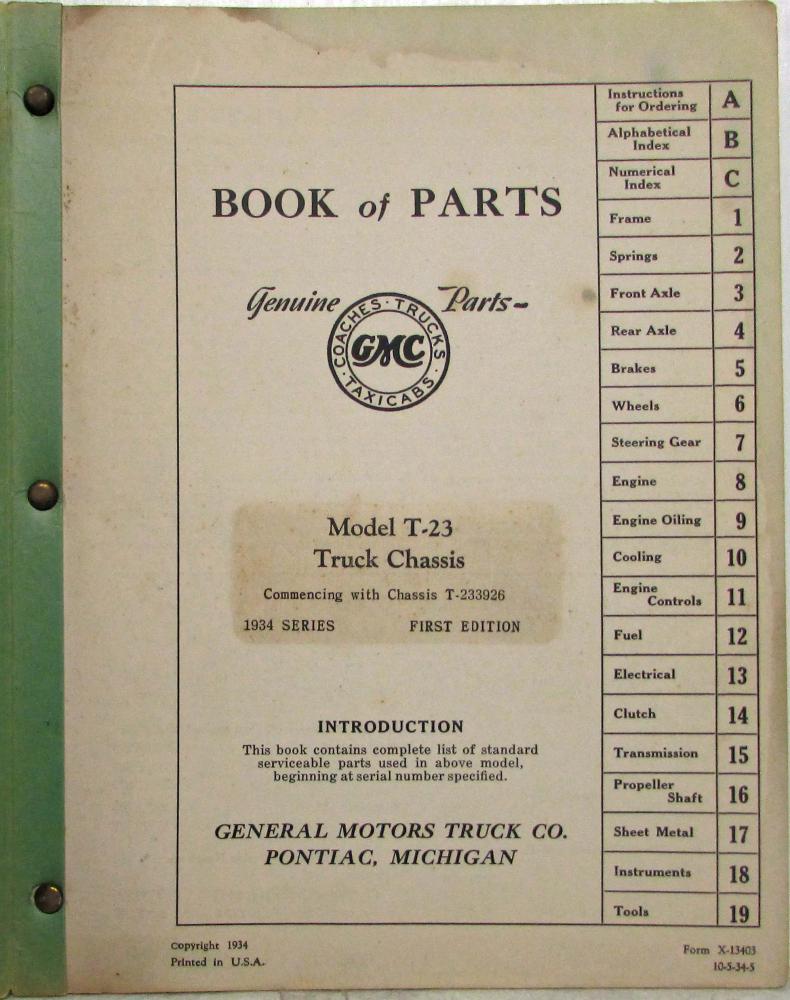 BOOK of PARTS
Genuine Parts-
COACHES · TRUCKS · TAXICABS ·
GMC
Model T-23
Truck Chassis
Commencing with Chassis T-233926
1934 SERIES FIRST EDITION
INTRODUCTION
This book contains complete list of standard
serviceable parts used in above model,
beginning at serial number specified.
GENERAL MOTORS TRUCK CO.
PONTIAC, MICHIGAN
Instructions
for Ordering A
Alphabetical
Index B
Numerical
Index C
Frame 1
Springs 2
Front Axle 3
Rear Axle 4
Brakes 5
Wheels 6
Steering Gear 7
Engine 8
Engine Oiling 9
Cooling 10
Engine
Controls 11
Fuel 12
Electrical 13
Clutch 14
Transmission 15
Propeller
Shaft 16
Sheet Metal 17
Instruments 18
Tools 19
Copyright 1934
Printed in U.S.A.
Form X-13403
10-5-34-5